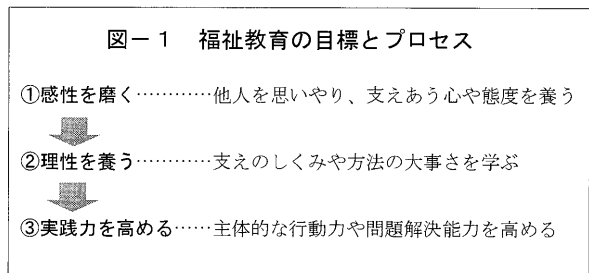 図－1　福祉教育の目標とプロセス
①感性を磨く…………他人を思いやり、支えあう心や態度を養う
②理性を養う…………支えのしくみや方法の大事さを学ぶ
③実践力を高める……主体的な行動力や問題解決能力を高める